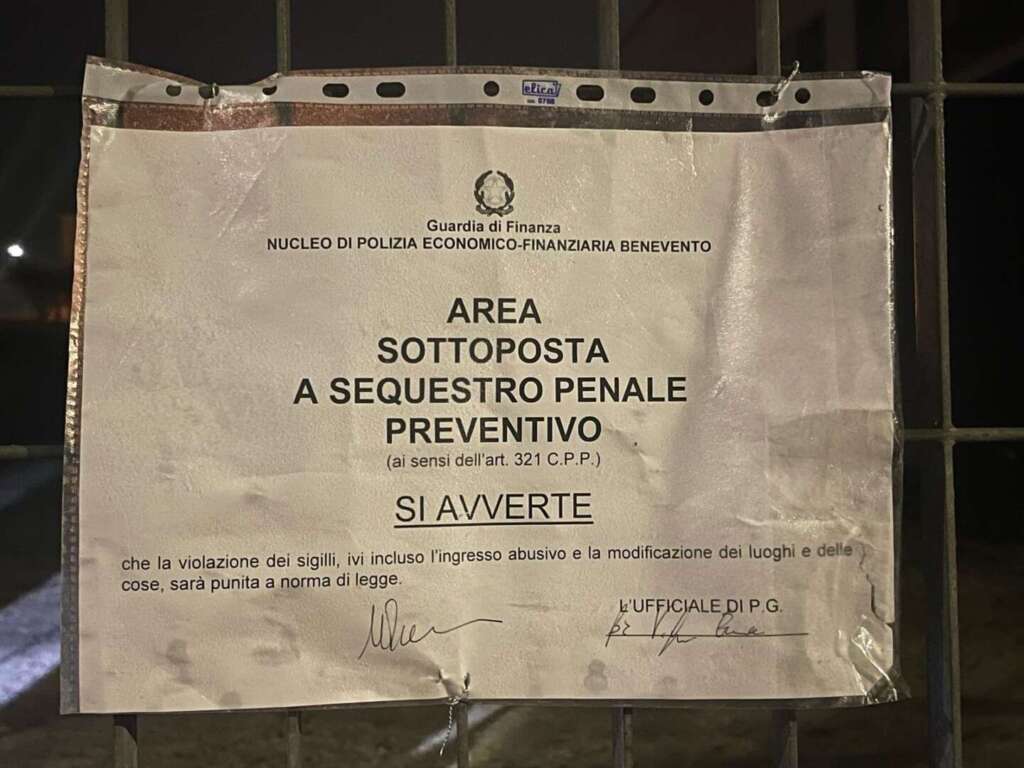 elica
Guardia di Finanza
NUCLEO DI POLIZIA ECONOMICO-FINANZIARIA BENEVENTO
AREA
SOTTOPOSTA
A SEQUESTRO PENALE
PREVENTIVO
(ai sensi dell'art. 321 C.P.P.)
SI AVVERTE
che la violazione dei sigilli, ivi incluso l'ingresso abusivo e la modificazione dei luoghi e delle
cose, sarà punita a norma di legge.
L'UFFICIALE DI P.G.